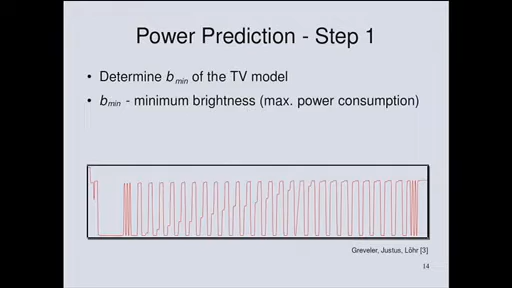 Power Prediction - Step 1
• Determine bmin of the TV model
• bmin - minimum brightness (max. power consumption)
Greveler, Justus, Löhr [3]
14